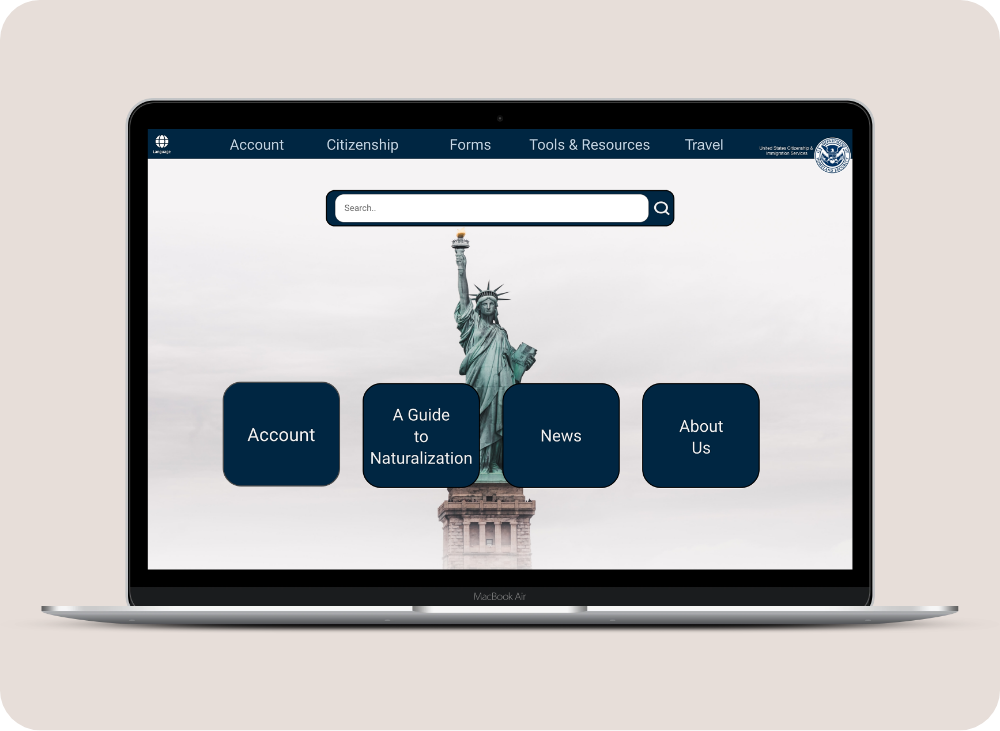 Language
Account
Citizenship
Forms
Tools & Resources
Travel
United States Citizenship &
Immigration Services
Search..
Account
A Guide
to
Naturalization
News
About
Us
MacBook Air